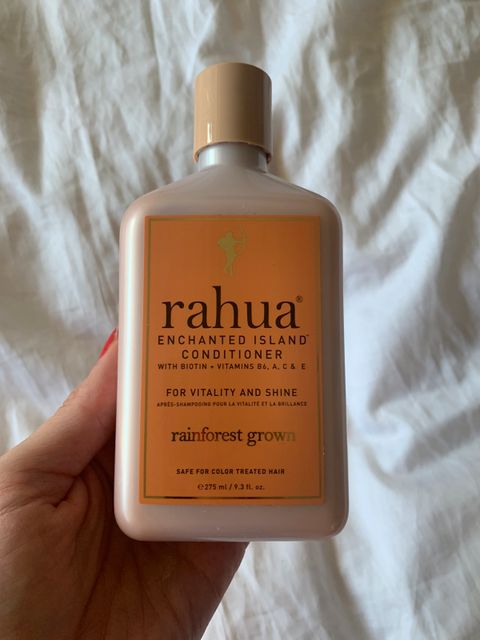 rahua®
ENCHANTED ISLAND™
CONDITIONER
WITH BIOTIN + VITAMINS B6, A, C & E
FOR VITALITY AND SHINE
APRÈS-SHAMPOOING POUR LA VITALITÉ ET LA BRILLANCE
rainforest grown
SAFE FOR COLOR TREATED HAIR
℮275 ml / 9.3 fl. oz.